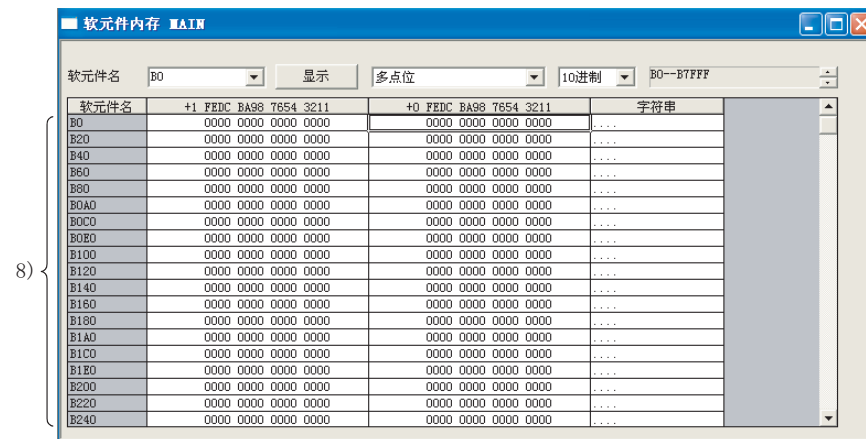 软元件内存 MAIN
软元件名 B0 显示 多点位 10进制 B0--B7FFF
软元件名 +1 FEDC BA98 7654 3211 +0 FEDC BA98 7654 3211 字符串
B0 0000 0000 0000 0000 0000 0000 0000 0000 ....
B20 0000 0000 0000 0000 0000 0000 0000 0000 ....
B40 0000 0000 0000 0000 0000 0000 0000 0000 ....
B60 0000 0000 0000 0000 0000 0000 0000 0000 ....
B80 0000 0000 0000 0000 0000 0000 0000 0000 ....
B0A0 0000 0000 0000 0000 0000 0000 0000 0000 ....
B0C0 0000 0000 0000 0000 0000 0000 0000 0000 ....
B0E0 0000 0000 0000 0000 0000 0000 0000 0000 ....
B100 0000 0000 0000 0000 0000 0000 0000 0000 ....
8) B120 0000 0000 0000 0000 0000 0000 0000 0000 ....
B140 0000 0000 0000 0000 0000 0000 0000 0000 ....
B160 0000 0000 0000 0000 0000 0000 0000 0000 ....
B180 0000 0000 0000 0000 0000 0000 0000 0000 ....
B1A0 0000 0000 0000 0000 0000 0000 0000 0000 ....
B1C0 0000 0000 0000 0000 0000 0000 0000 0000 ....
B1E0 0000 0000 0000 0000 0000 0000 0000 0000 ....
B200 0000 0000 0000 0000 0000 0000 0000 0000 ....
B220 0000 0000 0000 0000 0000 0000 0000 0000 ....
B240 0000 0000 0000 0000 0000 0000 0000 0000 ....